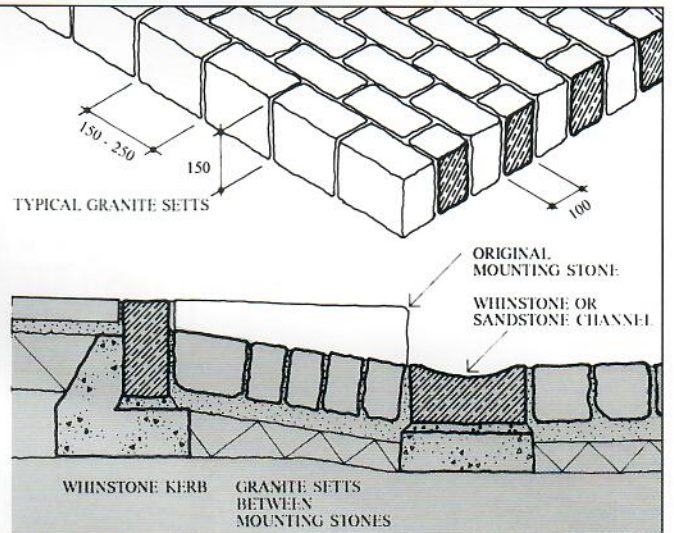 150 - 250
150
TYPICAL GRANITE SETTS
100
ORIGINAL
MOUNTING STONE
WHINSTONE OR
SANDSTONE CHANNEL
WHINSTONE KERB
GRANITE SETTS
BETWEEN
MOUNTING STONES